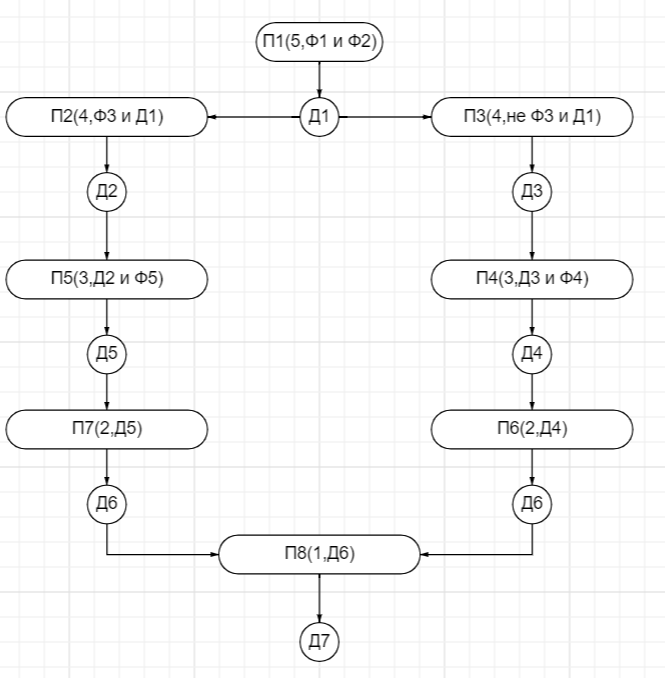 П1(5,Ф1 и Ф2)
П2(4,Ф3 и Д1)
Д1
П3(4,не Ф3 и Д1)
Д2
Д3
П5(3,Д2 и Ф5)
П4(3,Д3 и Ф4)
Д5
Д4
П7(2,Д5)
П6(2,Д4)
Д6
Д6
П8(1,Д6)
Д7